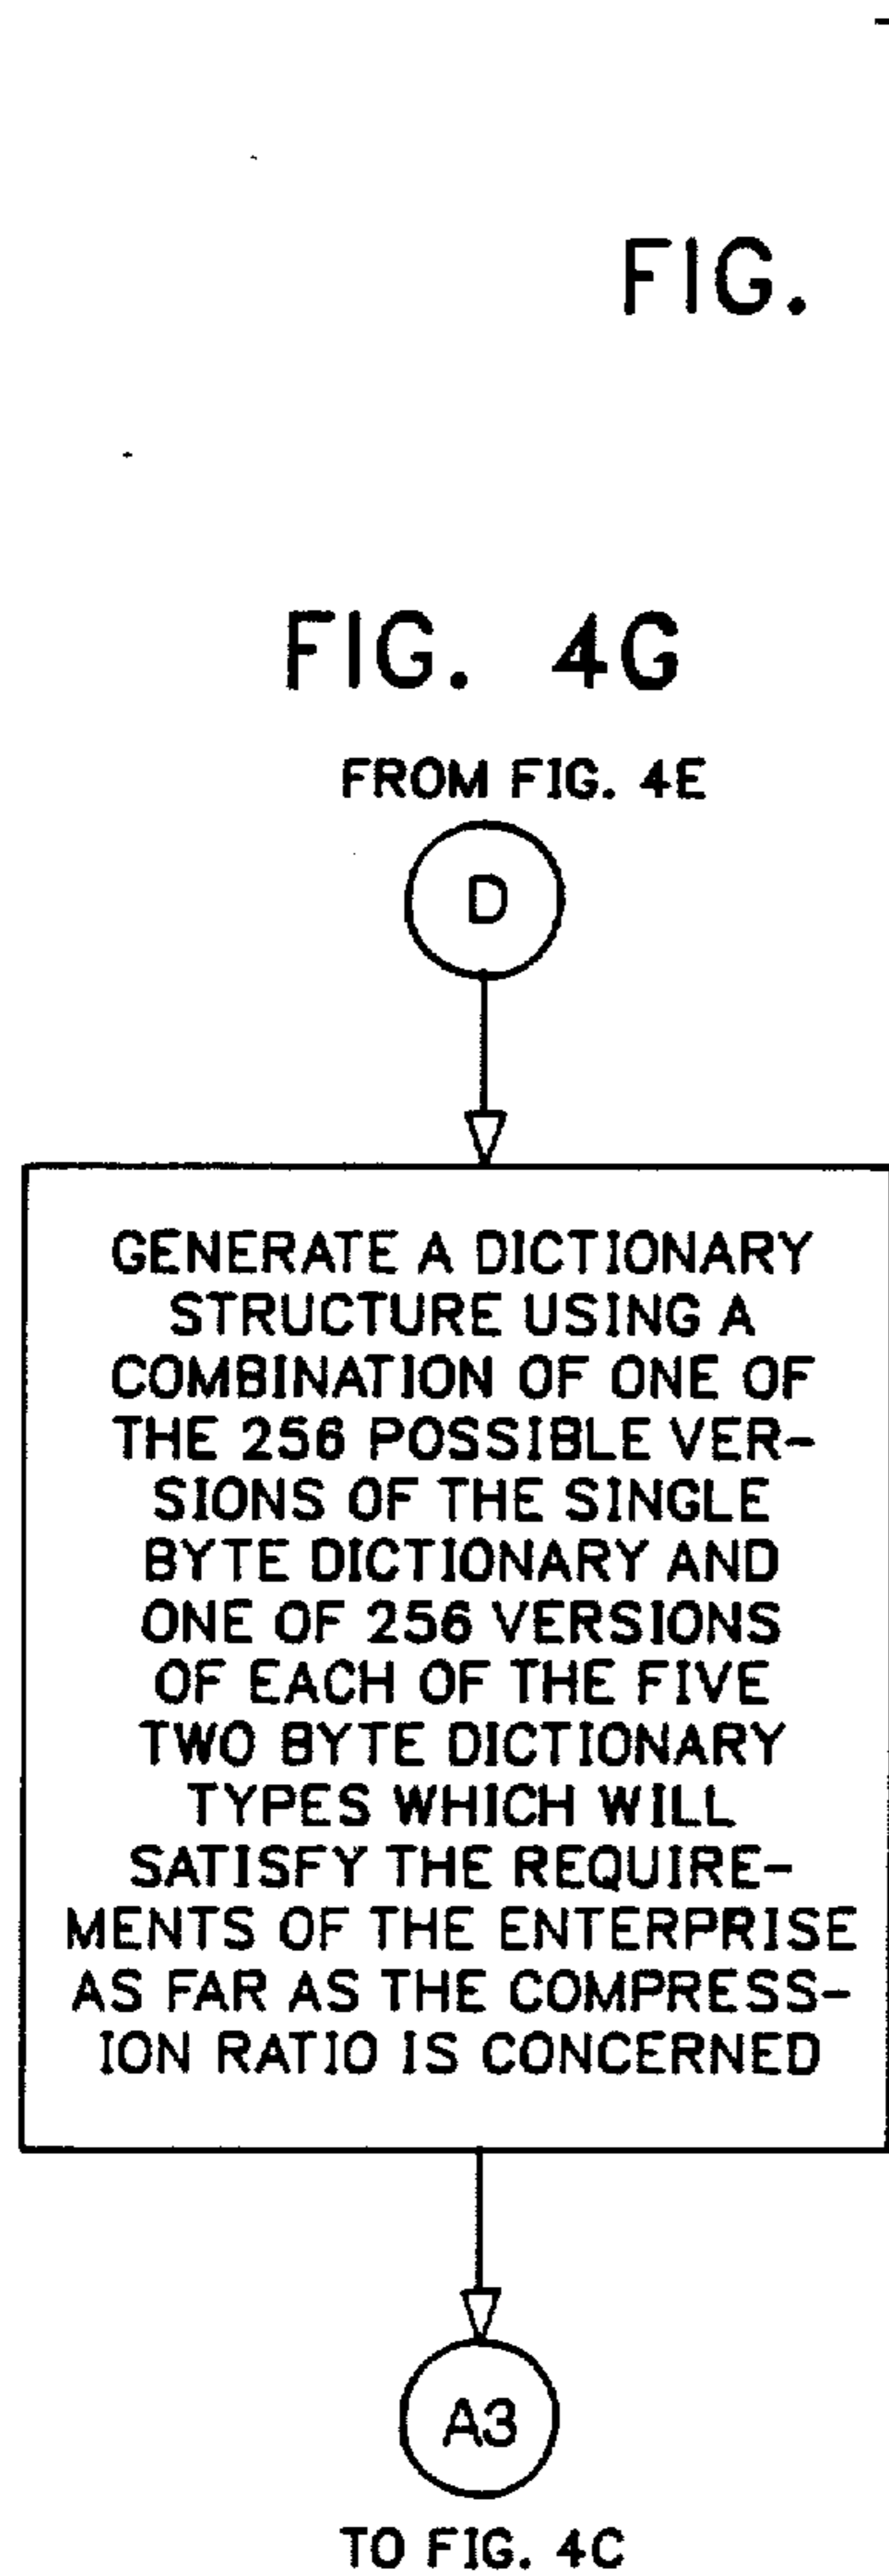 FIG.
FIG. 4G
FROM FIG. 4E
D
GENERATE A DICTIONARY
STRUCTURE USING A
COMBINATION OF ONE OF
THE 256 POSSIBLE VER-
SIONS OF THE SINGLE
BYTE DICTIONARY AND
ONE OF 256 VERSIONS
OF EACH OF THE FIVE
TWO BYTE DICTIONARY
TYPES WHICH WILL
SATISFY THE REQUIRE-
MENTS OF THE ENTERPRISE
AS FAR AS THE COMPRESS-
ION RATIO IS CONCERNED
A3
TO FIG. 4C